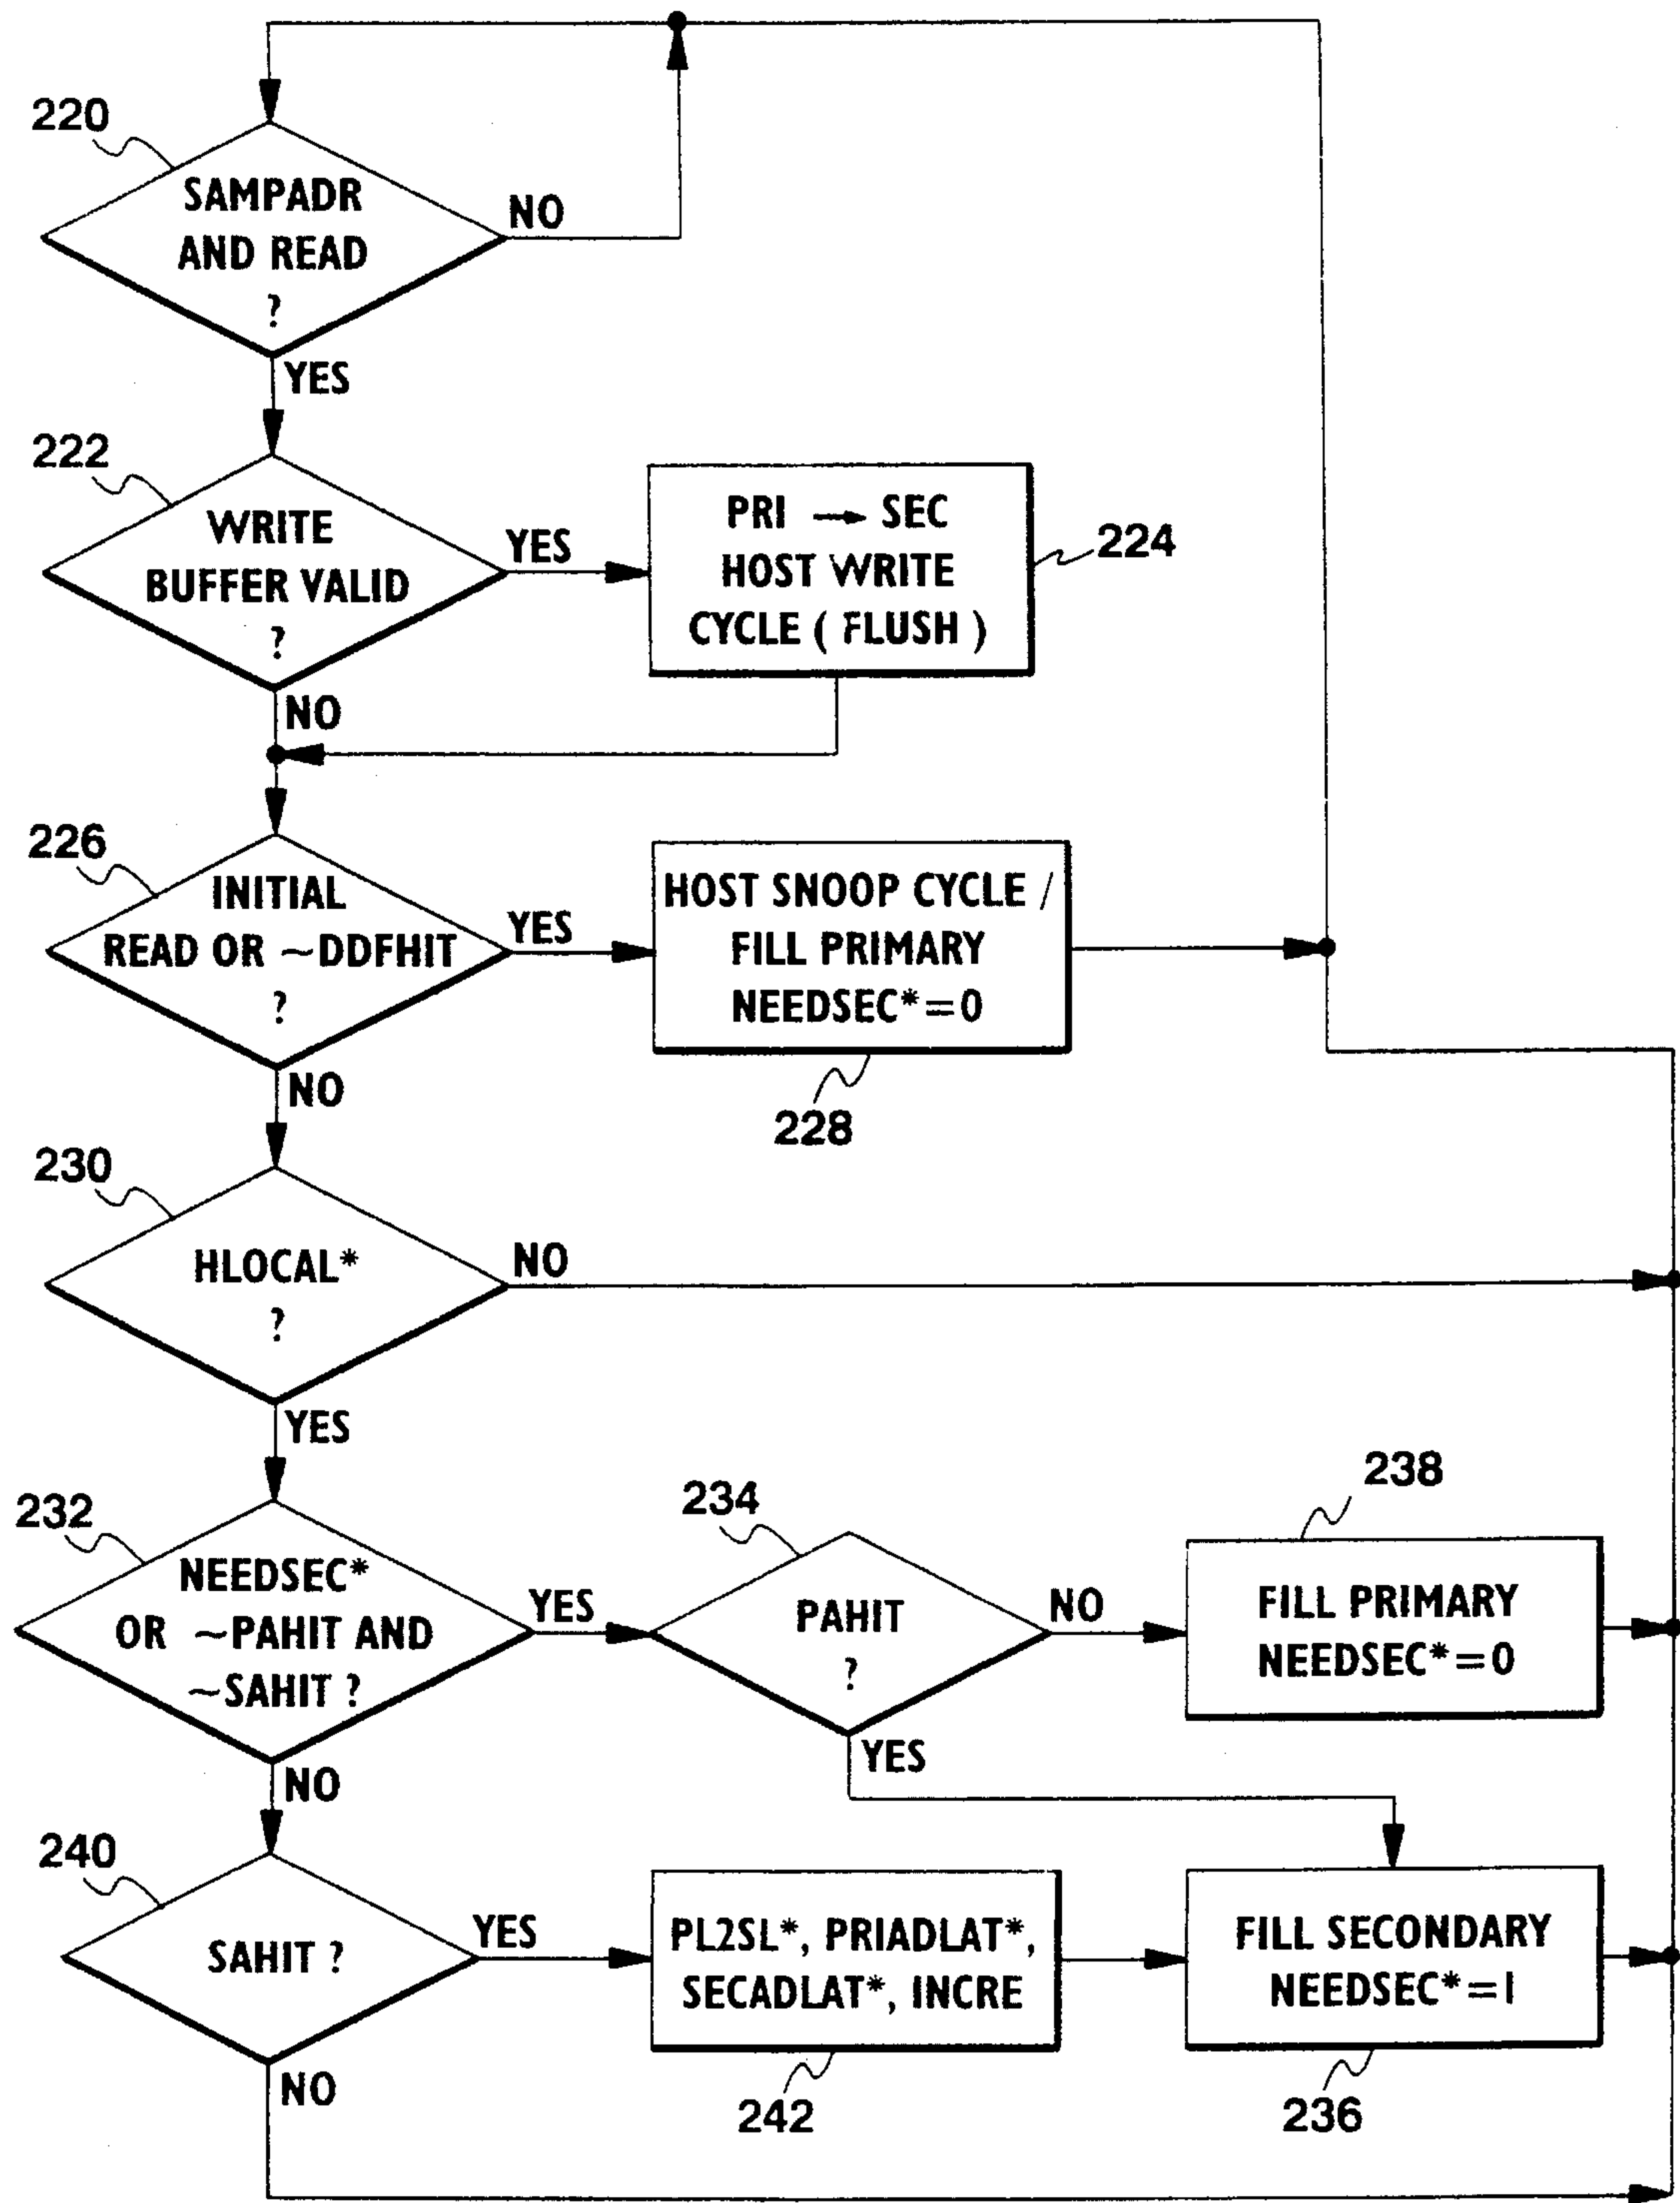 220
SAMPADR
AND READ
?
NO
YES
222
WRITE
BUFFER VALID
?
YES
PRI → SEC
HOST WRITE
CYCLE ( FLUSH )
224
NO
226
INITIAL
READ OR ~DDFHIT
?
YES
HOST SNOOP CYCLE /
FILL PRIMARY
NEEDSEC*=0
228
NO
230
HLOCAL*
?
NO
YES
232
NEEDSEC*
OR ~PAHIT AND
~SAHIT ?
YES
234
PAHIT
?
NO
238
FILL PRIMARY
NEEDSEC*=0
YES
NO
240
SAHIT ?
YES
PL2SL*, PRIADLAT*,
SECADLAT*, INCRE
242
FILL SECONDARY
NEEDSEC*=1
236
NO